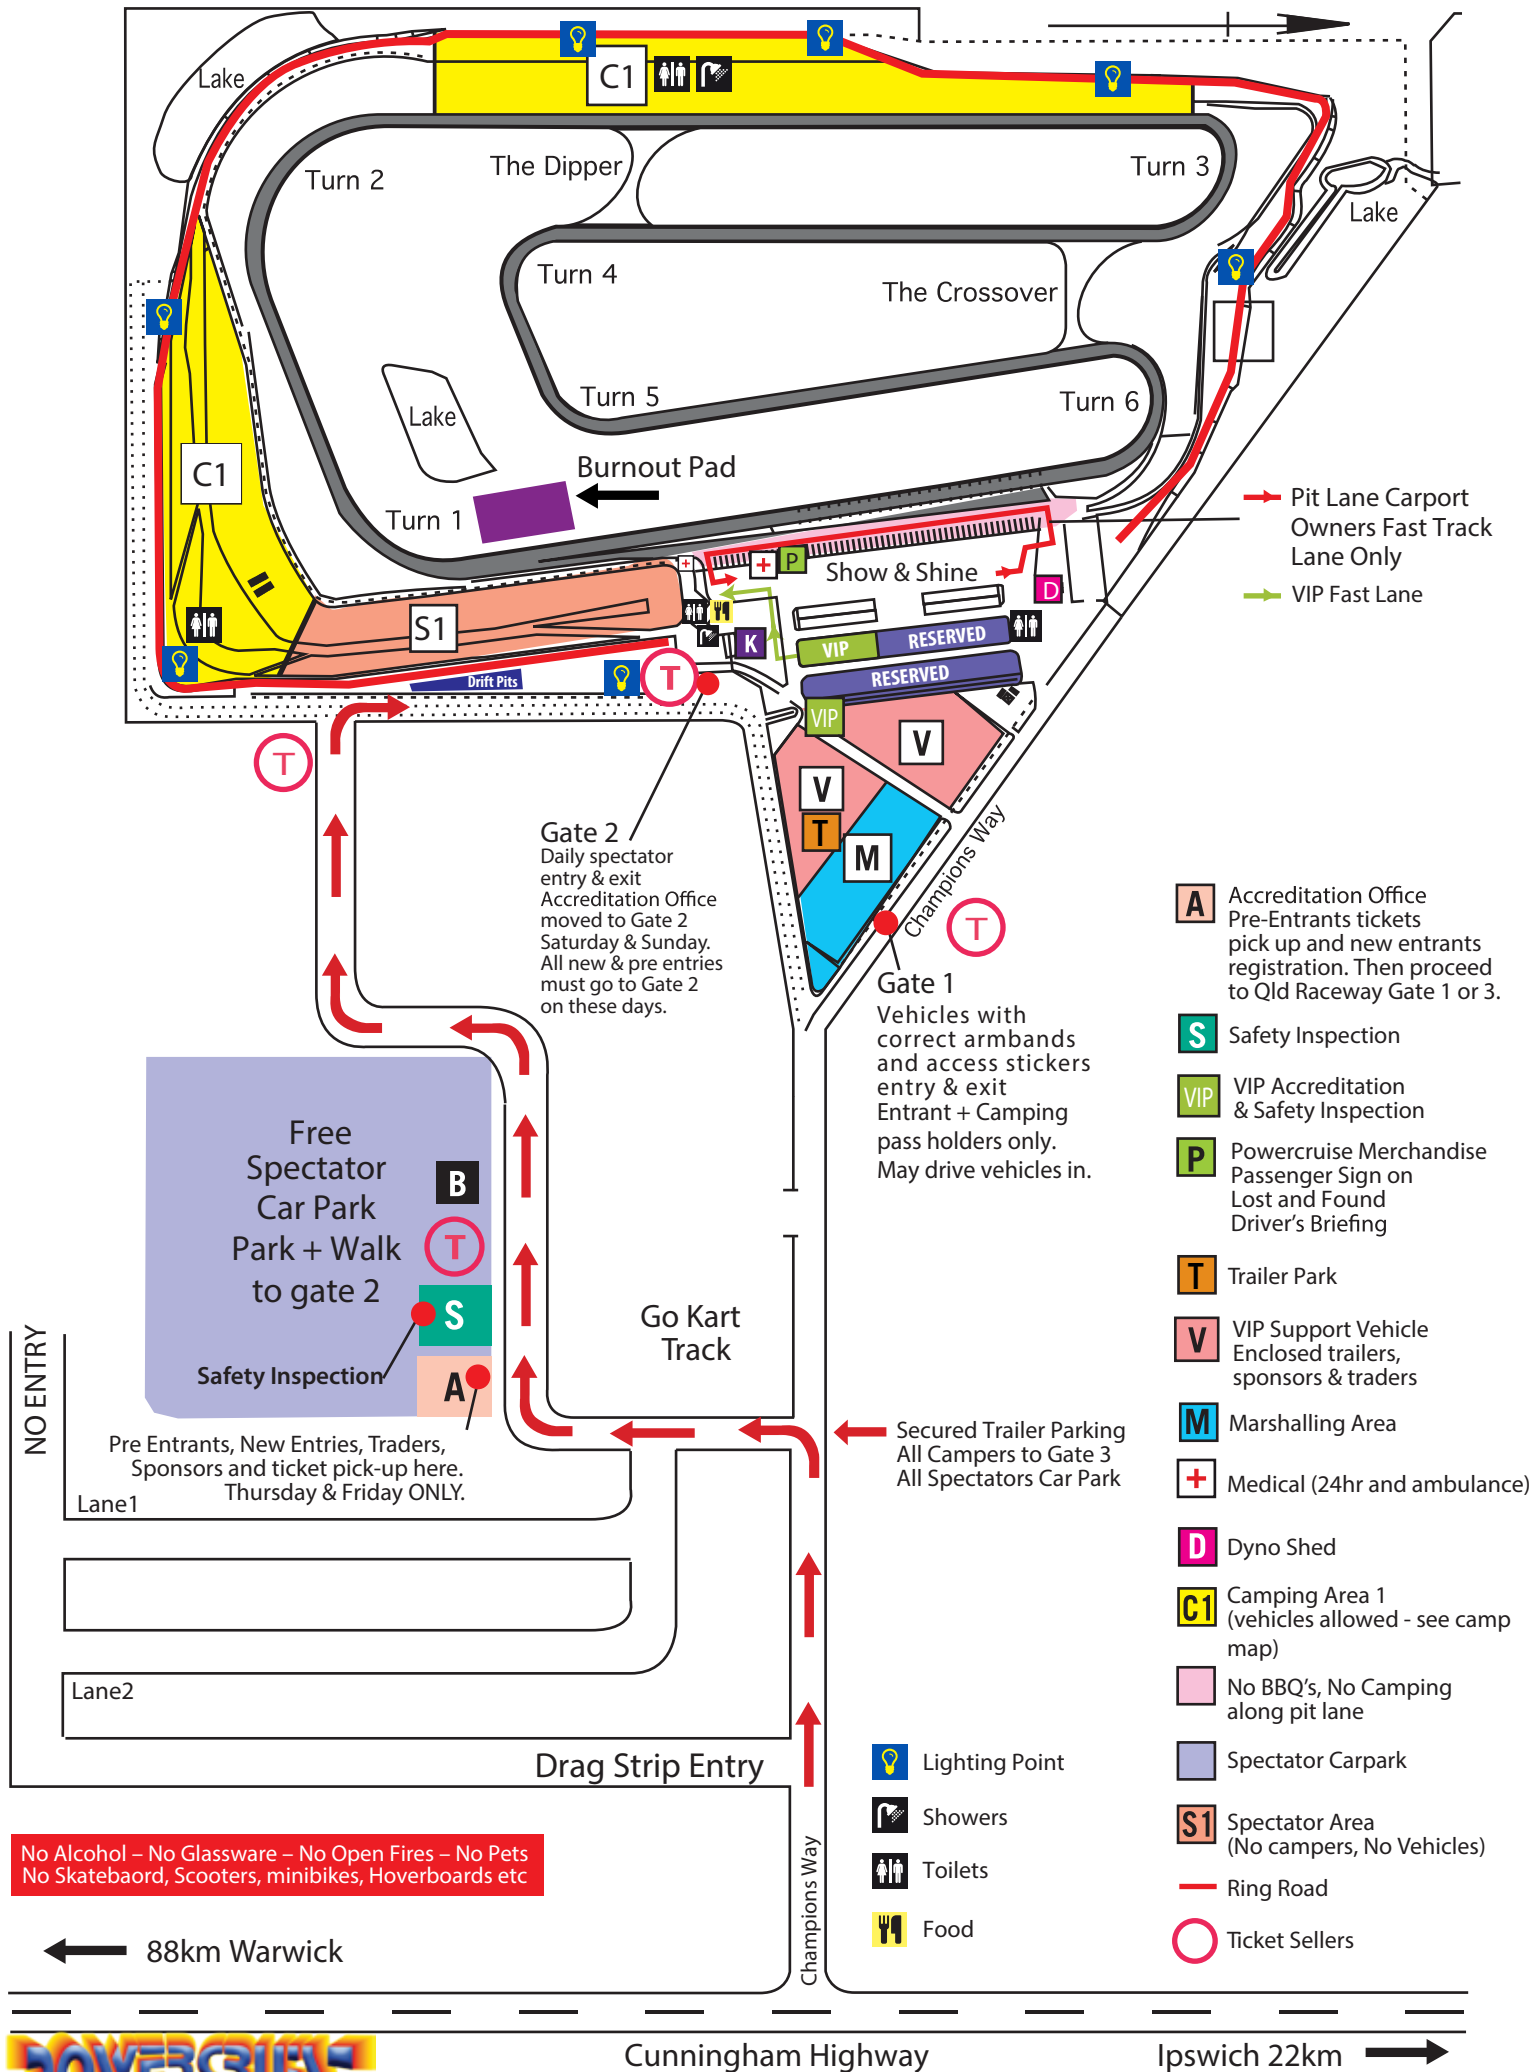 Lake
C1
Turn 2
The Dipper
Turn 3
Lake
Turn 4
The Crossover
Turn 5
Turn 6
Lake
C1
Burnout Pad
Turn 1
Pit Lane Carport
Owners Fast Track
Lane Only
VIP Fast Lane
P
Show & Shine
D
S1
K
VIP
RESERVED
RESERVED
Drift Pits
T
VIP
V
T
V
T
M
Champions Way
T
Gate 2
Daily spectator
entry & exit
Accreditation Office
moved to Gate 2
Saturday & Sunday.
All new & pre entries
must go to Gate 2
on these days.
Gate 1
Vehicles with
correct armbands
and access stickers
entry & exit
Entrant + Camping
pass holders only.
May drive vehicles in.
A
Accreditation Office
Pre-Entrants tickets
pick up and new entrants
registration. Then proceed
to Qld Raceway Gate 1 or 3.
S
Safety Inspection
VIP
VIP Accreditation
& Safety Inspection
P
Powercruise Merchandise
Passenger Sign on
Lost and Found
Driver's Briefing
T
Trailer Park
V
VIP Support Vehicle
Enclosed trailers,
sponsors & traders
M
Marshalling Area
Medical (24hr and ambulance)
D
Dyno Shed
C1
Camping Area 1
(vehicles allowed - see camp
map)
No BBQ's, No Camping
along pit lane
Spectator Carpark
S1
Spectator Area
(No campers, No Vehicles)
Ring Road
Ticket Sellers
Free
Spectator
Car Park
Park + Walk
to gate 2
B
T
S
Safety Inspection
A
Go Kart
Track
NO ENTRY
Pre Entrants, New Entries, Traders,
Sponsors and ticket pick-up here.
Thursday & Friday ONLY.
Secured Trailer Parking
All Campers to Gate 3
All Spectators Car Park
Lane1
Lane2
Drag Strip Entry
Lighting Point
Showers
Toilets
Food
Champions Way
No Alcohol – No Glassware – No Open Fires – No Pets
No Skatebaord, Scooters, minibikes, Hoverboards etc
88km Warwick
POWERCRUISE
Cunningham Highway
Ipswich 22km